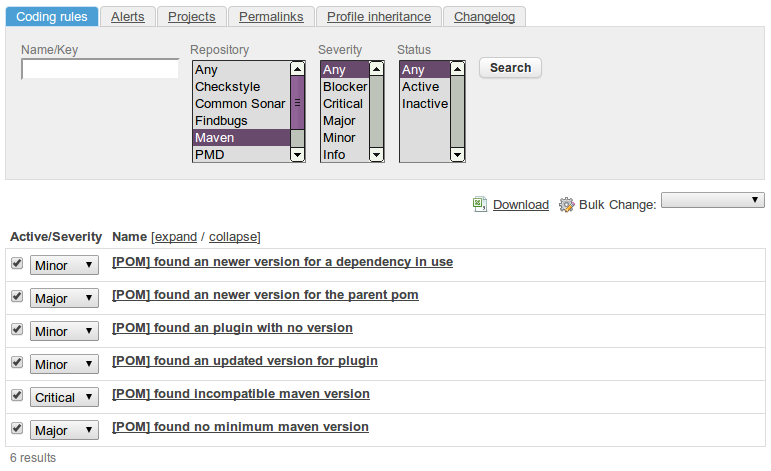 Coding rules Alerts Projects Permalinks Profile inheritance Changelog
Name/Key Repository Severity Status
Any Any Any Search
Checkstyle Blocker Active
Common Sonar Critical Inactive
Findbugs Major
Maven Minor
PMD Info
Download Bulk Change:
Active/Severity Name [expand / collapse]
Minor [POM] found an newer version for a dependency in use
Major [POM] found an newer version for the parent pom
Minor [POM] found an plugin with no version
Minor [POM] found an updated version for plugin
Critical [POM] found incompatible maven version
Major [POM] found no minimum maven version
6 results